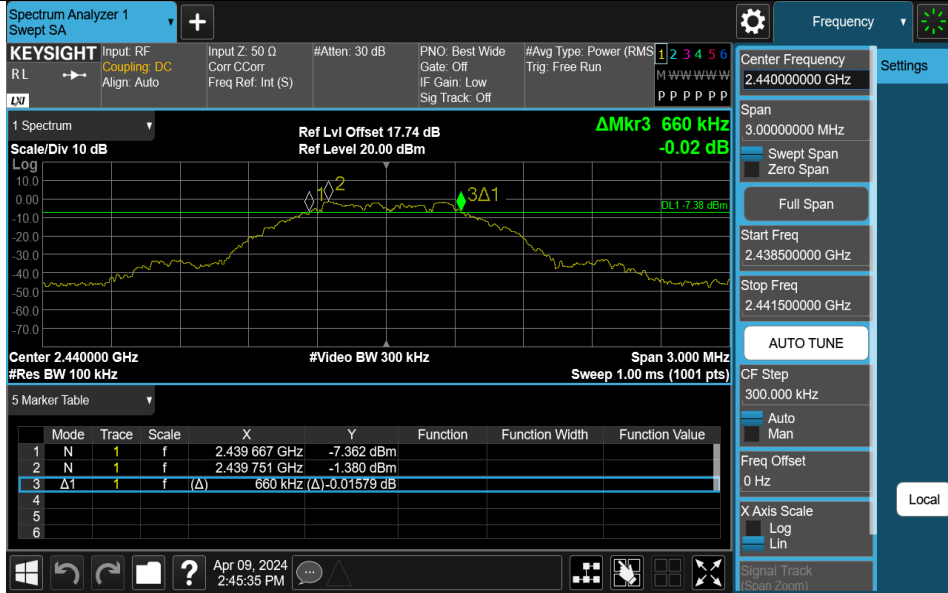 Spectrum Analyzer 1
Swept SA
+
Frequency
KEYSIGHT
R L
LXI
Input: RF
Coupling: DC
Align: Auto
Input Z: 50 Ω
Corr CCorr
Freq Ref: Int (S)
#Atten: 30 dB
PNO: Best Wide
Gate: Off
IF Gain: Low
Sig Track: Off
#Avg Type: Power (RMS
Trig: Free Run
1 2 3 4 5 6
M W W W W W
P P P P P P
1 Spectrum
Scale/Div 10 dB
Ref Lvl Offset 17.74 dB
Ref Level 20.00 dBm
ΔMkr3 660 kHz
-0.02 dB
Log
10.0
0.00
-10.0
-20.0
-30.0
-40.0
-50.0
-60.0
-70.0
1
2
3Δ1
DL1 -7.38 dBm
Center 2.440000 GHz
#Video BW 300 kHz
Span 3.000 MHz
#Res BW 100 kHz
Sweep 1.00 ms (1001 pts)
5 Marker Table
Mode Trace Scale X Y Function Function Width Function Value
1 N 1 f 2.439 667 GHz -7.362 dBm
2 N 1 f 2.439 751 GHz -1.380 dBm
3 Δ1 1 f (Δ) 660 kHz (Δ) -0.01579 dB
4
5
6
?
Apr 09, 2024
2:45:35 PM
Center Frequency
2.440000000 GHz
Span
3.00000000 MHz
Swept Span
Zero Span
Full Span
Start Freq
2.438500000 GHz
Stop Freq
2.441500000 GHz
AUTO TUNE
CF Step
300.000 kHz
Auto
Man
Freq Offset
0 Hz
X Axis Scale
Log
Lin
Signal Track
(Span Zoom)
Settings
Local